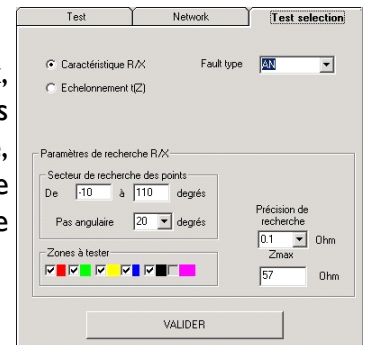 Test Network Test selection
Caractéristique R/X Fault type AN
Echelonnement t(Z)
Paramètres de recherche R/X
Secteur de recherche des points
De -10 à 110 degrés
Pas angulaire 20 degrés
Précision de
recherche
0.1 Ohm
Zones à tester
Zmax
57 Ohm
VALIDER